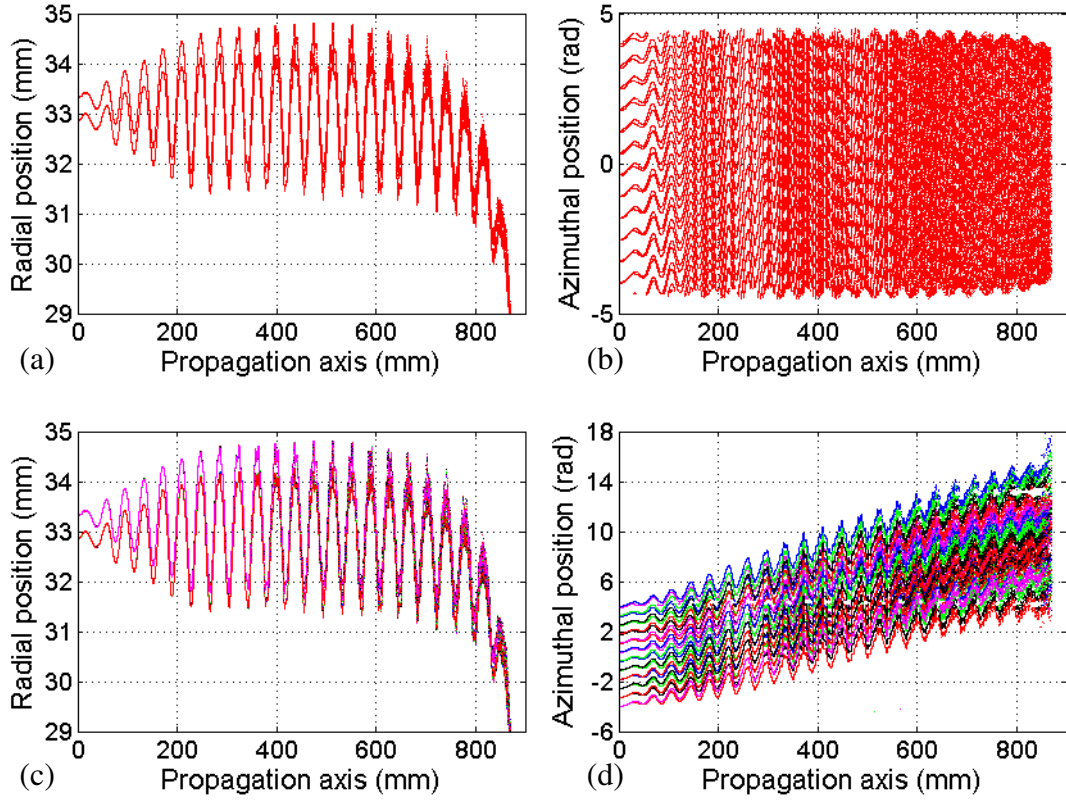 35
34
33
32
31
30
29
0 200 400 600 800
Radial position (mm)
Propagation axis (mm)
(a)
5
0
-5
0 200 400 600 800
Azimuthal position (rad)
Propagation axis (mm)
(b)
35
34
33
32
31
30
29
0 200 400 600 800
Radial position (mm)
Propagation axis (mm)
(c)
18
14
10
6
2
-2
-6
0 200 400 600 800
Azimuthal position (rad)
Propagation axis (mm)
(d)